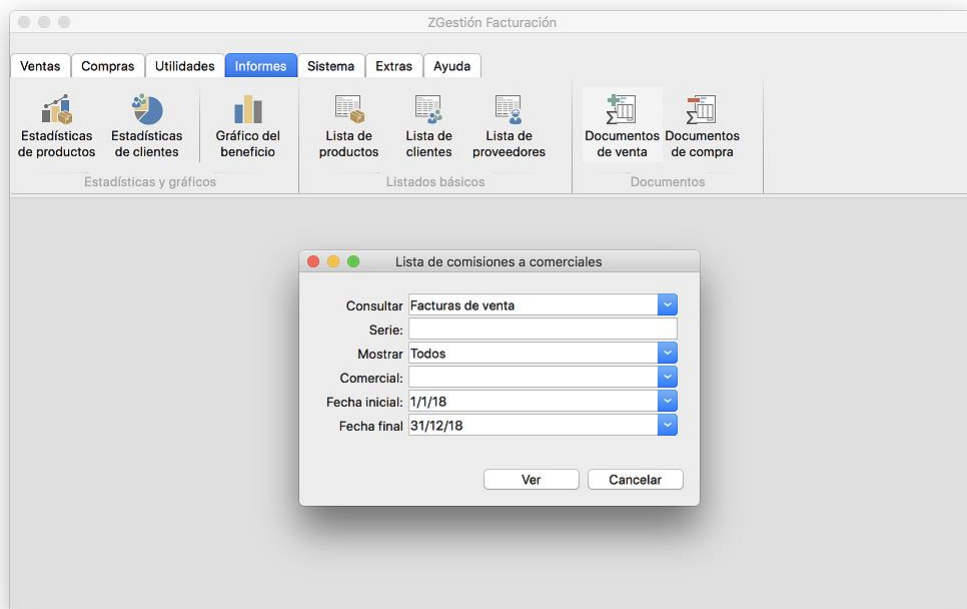 ZGestión Facturación
Ventas Compras Utilidades Informes Sistema Extras Ayuda
Estadísticas de productos
Estadísticas de clientes
Gráfico del beneficio
Lista de productos
Lista de clientes
Lista de proveedores
Documentos de venta
Documentos de compra
Estadísticas y gráficos Listados básicos Documentos
Lista de comisiones a comerciales
Consultar Facturas de venta
Serie:
Mostrar Todos
Comercial:
Fecha inicial: 1/1/18
Fecha final 31/12/18
Ver Cancelar